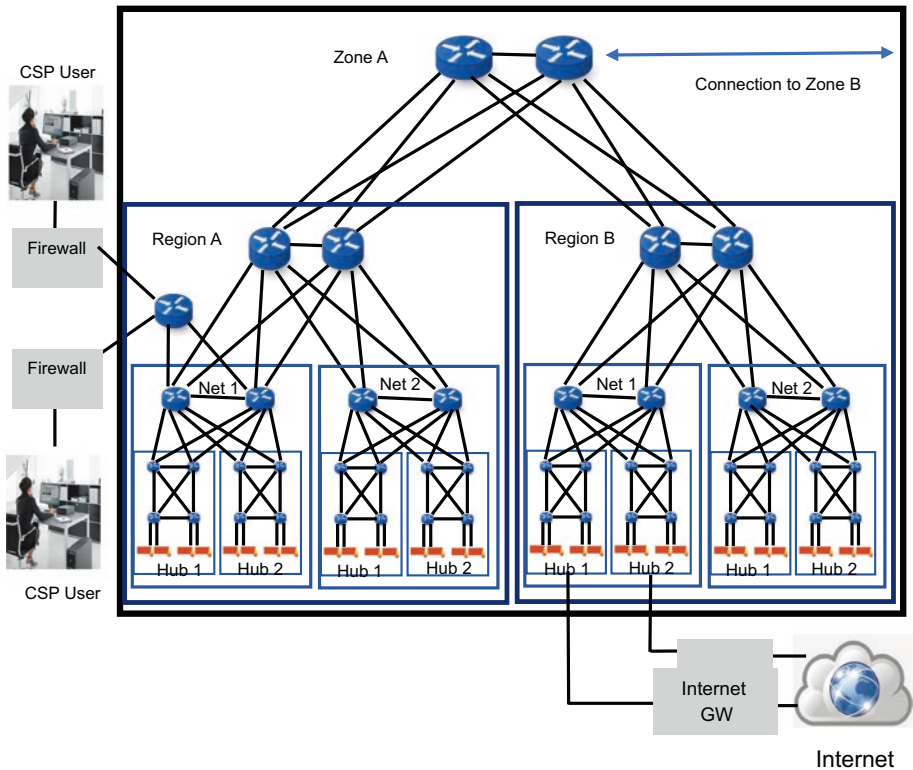 Zone A
CSP User
Connection to Zone B
Region A
Region B
Firewall
Firewall
Net 1
Net 2
Net 1
Net 2
Hub 1
Hub 2
Hub 1
Hub 2
Hub 1
Hub 2
Hub 1
Hub 2
CSP User
Internet
GW
Internet